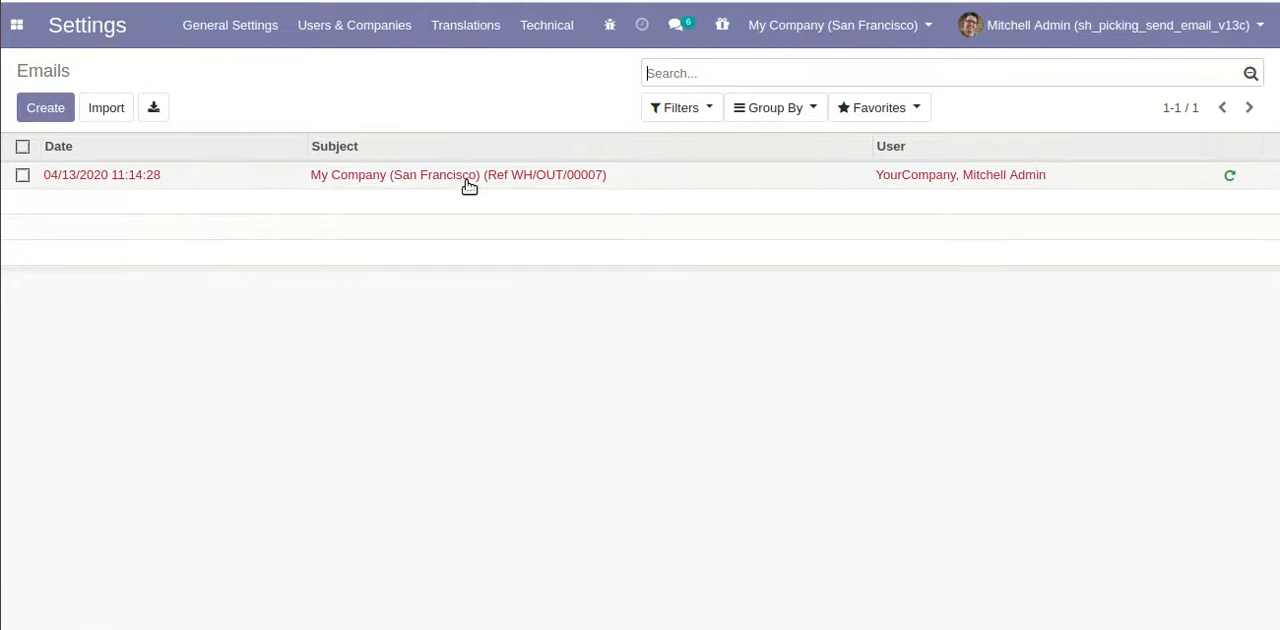 Settings General Settings Users & Companies Translations Technical 6 My Company (San Francisco) Mitchell Admin (sh_picking_send_email_v13c)
Emails Search...
Create Import Filters Group By Favorites 1-1 / 1
Date Subject User
04/13/2020 11:14:28 My Company (San Francisco) (Ref WH/OUT/00007) YourCompany, Mitchell Admin